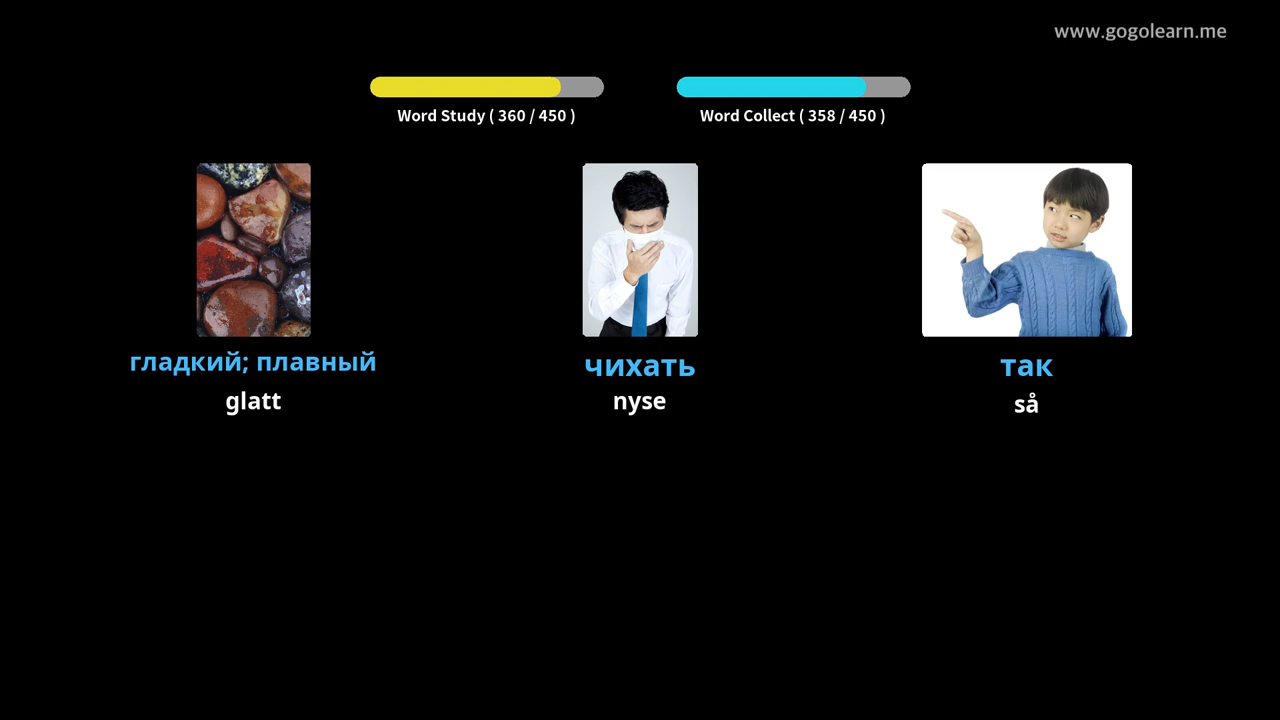 www.gogolearn.me
Word Study ( 360 / 450 )
Word Collect ( 358 / 450 )
гладкий; плавный
glatt
чихать
nyse
так
så